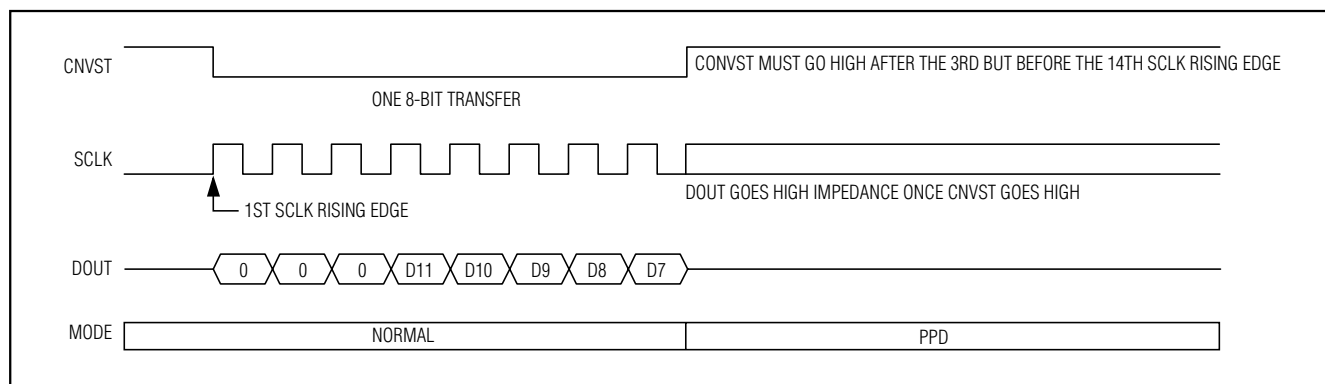 CNVST
CONVST MUST GO HIGH AFTER THE 3RD BUT BEFORE THE 14TH SCLK RISING EDGE
ONE 8-BIT TRANSFER
SCLK
DOUT GOES HIGH IMPEDANCE ONCE CNVST GOES HIGH
1ST SCLK RISING EDGE
DOUT 0 0 0 D11 D10 D9 D8 D7
MODE NORMAL PPD